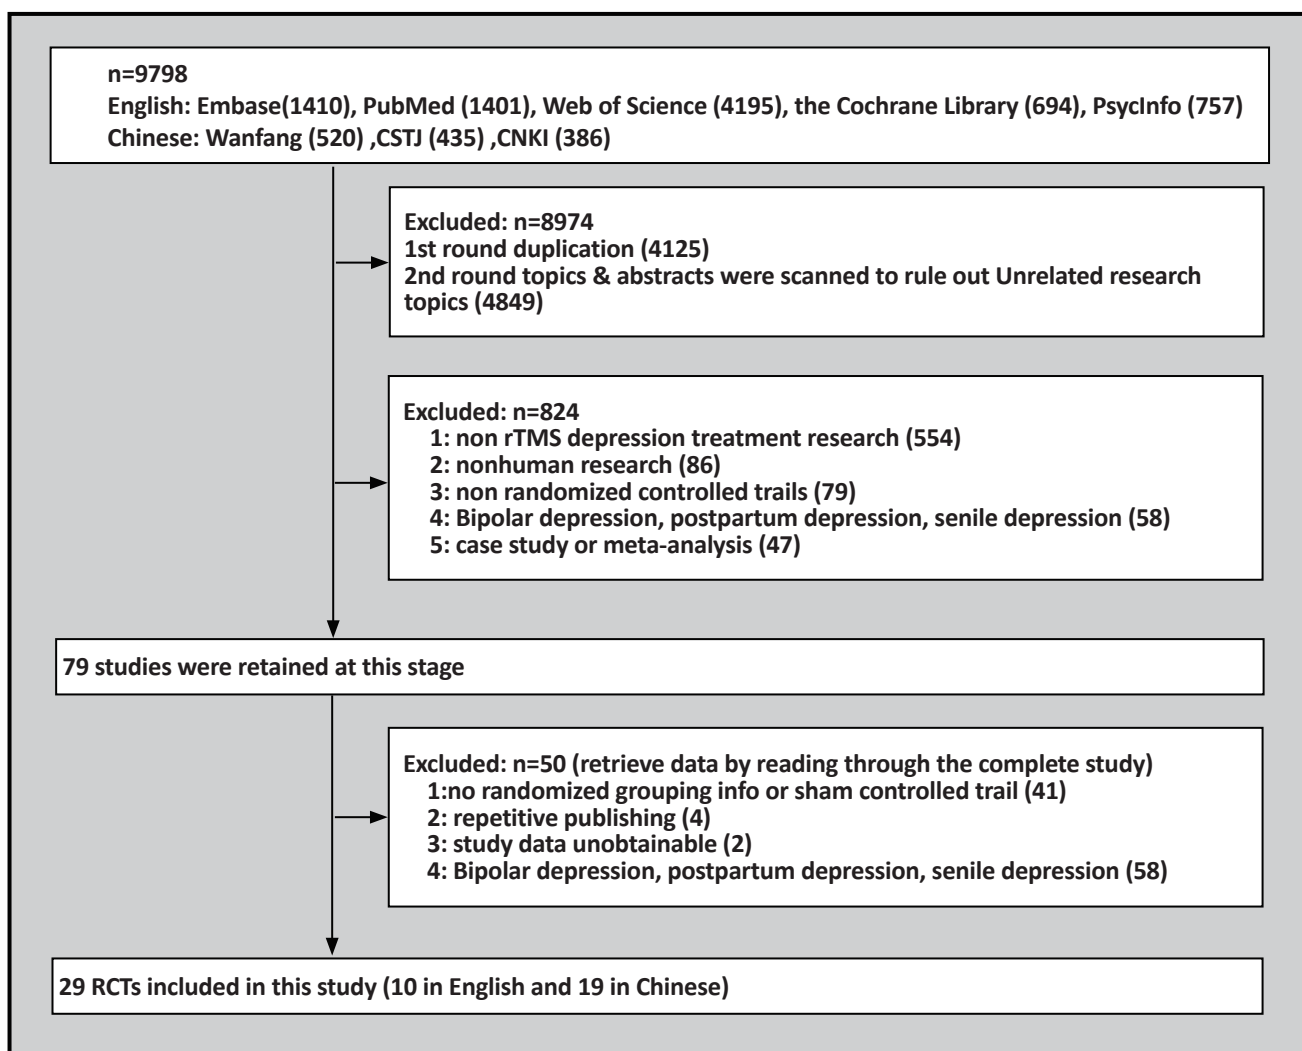 n=9798
English: Embase(1410), PubMed (1401), Web of Science (4195), the Cochrane Library (694), PsycInfo (757)
Chinese: Wanfang (520) ,CSTJ (435) ,CNKI (386)
Excluded: n=8974
1st round duplication (4125)
2nd round topics & abstracts were scanned to rule out Unrelated research
topics (4849)
Excluded: n=824
1: non rTMS depression treatment research (554)
2: nonhuman research (86)
3: non randomized controlled trails (79)
4: Bipolar depression, postpartum depression, senile depression (58)
5: case study or meta-analysis (47)
79 studies were retained at this stage
Excluded: n=50 (retrieve data by reading through the complete study)
1:no randomized grouping info or sham controlled trail (41)
2: repetitive publishing (4)
3: study data unobtainable (2)
4: Bipolar depression, postpartum depression, senile depression (58)
29 RCTs included in this study (10 in English and 19 in Chinese)